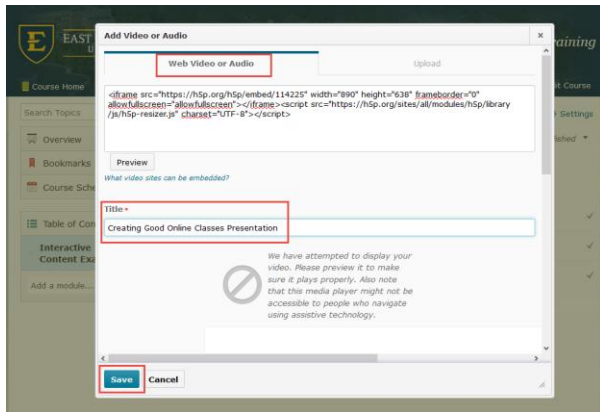 EAST
U
Add Video or Audio
×
raining
Web Video or Audio
Upload
Course Home
it Course
<iframe src="https://h5p.org/h5p/embed/114225" width="890" height="638" frameborder="0"
allowfullscreen="allowfullscreen"></iframe><script src="https://h5p.org/sites/all/modules/h5p/library
/js/h5p-resizer.js" charset="UTF-8"></script>
Search Topics
Settings
Overview
Bookmarks
Preview
Course Sche
What video sites can be embedded?
Title
Table of Con
Creating Good Online Classes Presentation
Interactive
Content Exa
We have attempted to display your
video. Please preview it to make
sure it plays properly. Also note
that this media player might not be
accessible to people who navigate
using assistive technology.
Add a module...
Save
Cancel